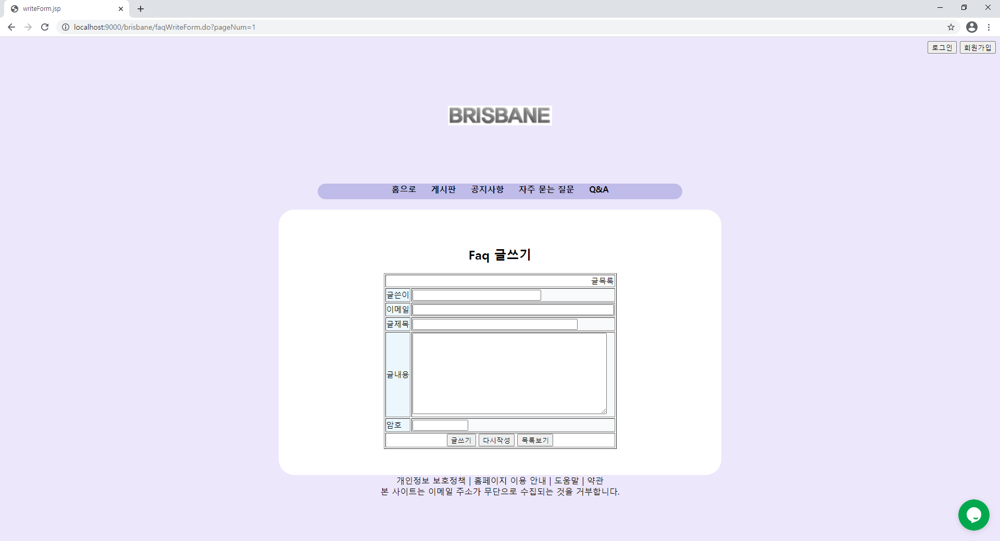 writeForm.jsp
localhost:9000/brisbane/faqWriteForm.do?pageNum=1
로그인 회원가입
BRISBANE
홈으로 게시판 공지사항 자주 묻는 질문 Q&A
Faq 글쓰기
글목록
글쓴이
이메일
글제목
글내용
암호
글쓰기 다시작성 목록보기
개인정보 보호정책 | 홈페이지 이용 안내 | 도움말 | 약관
본 사이트는 이메일 주소가 무단으로 수집되는 것을 거부합니다.